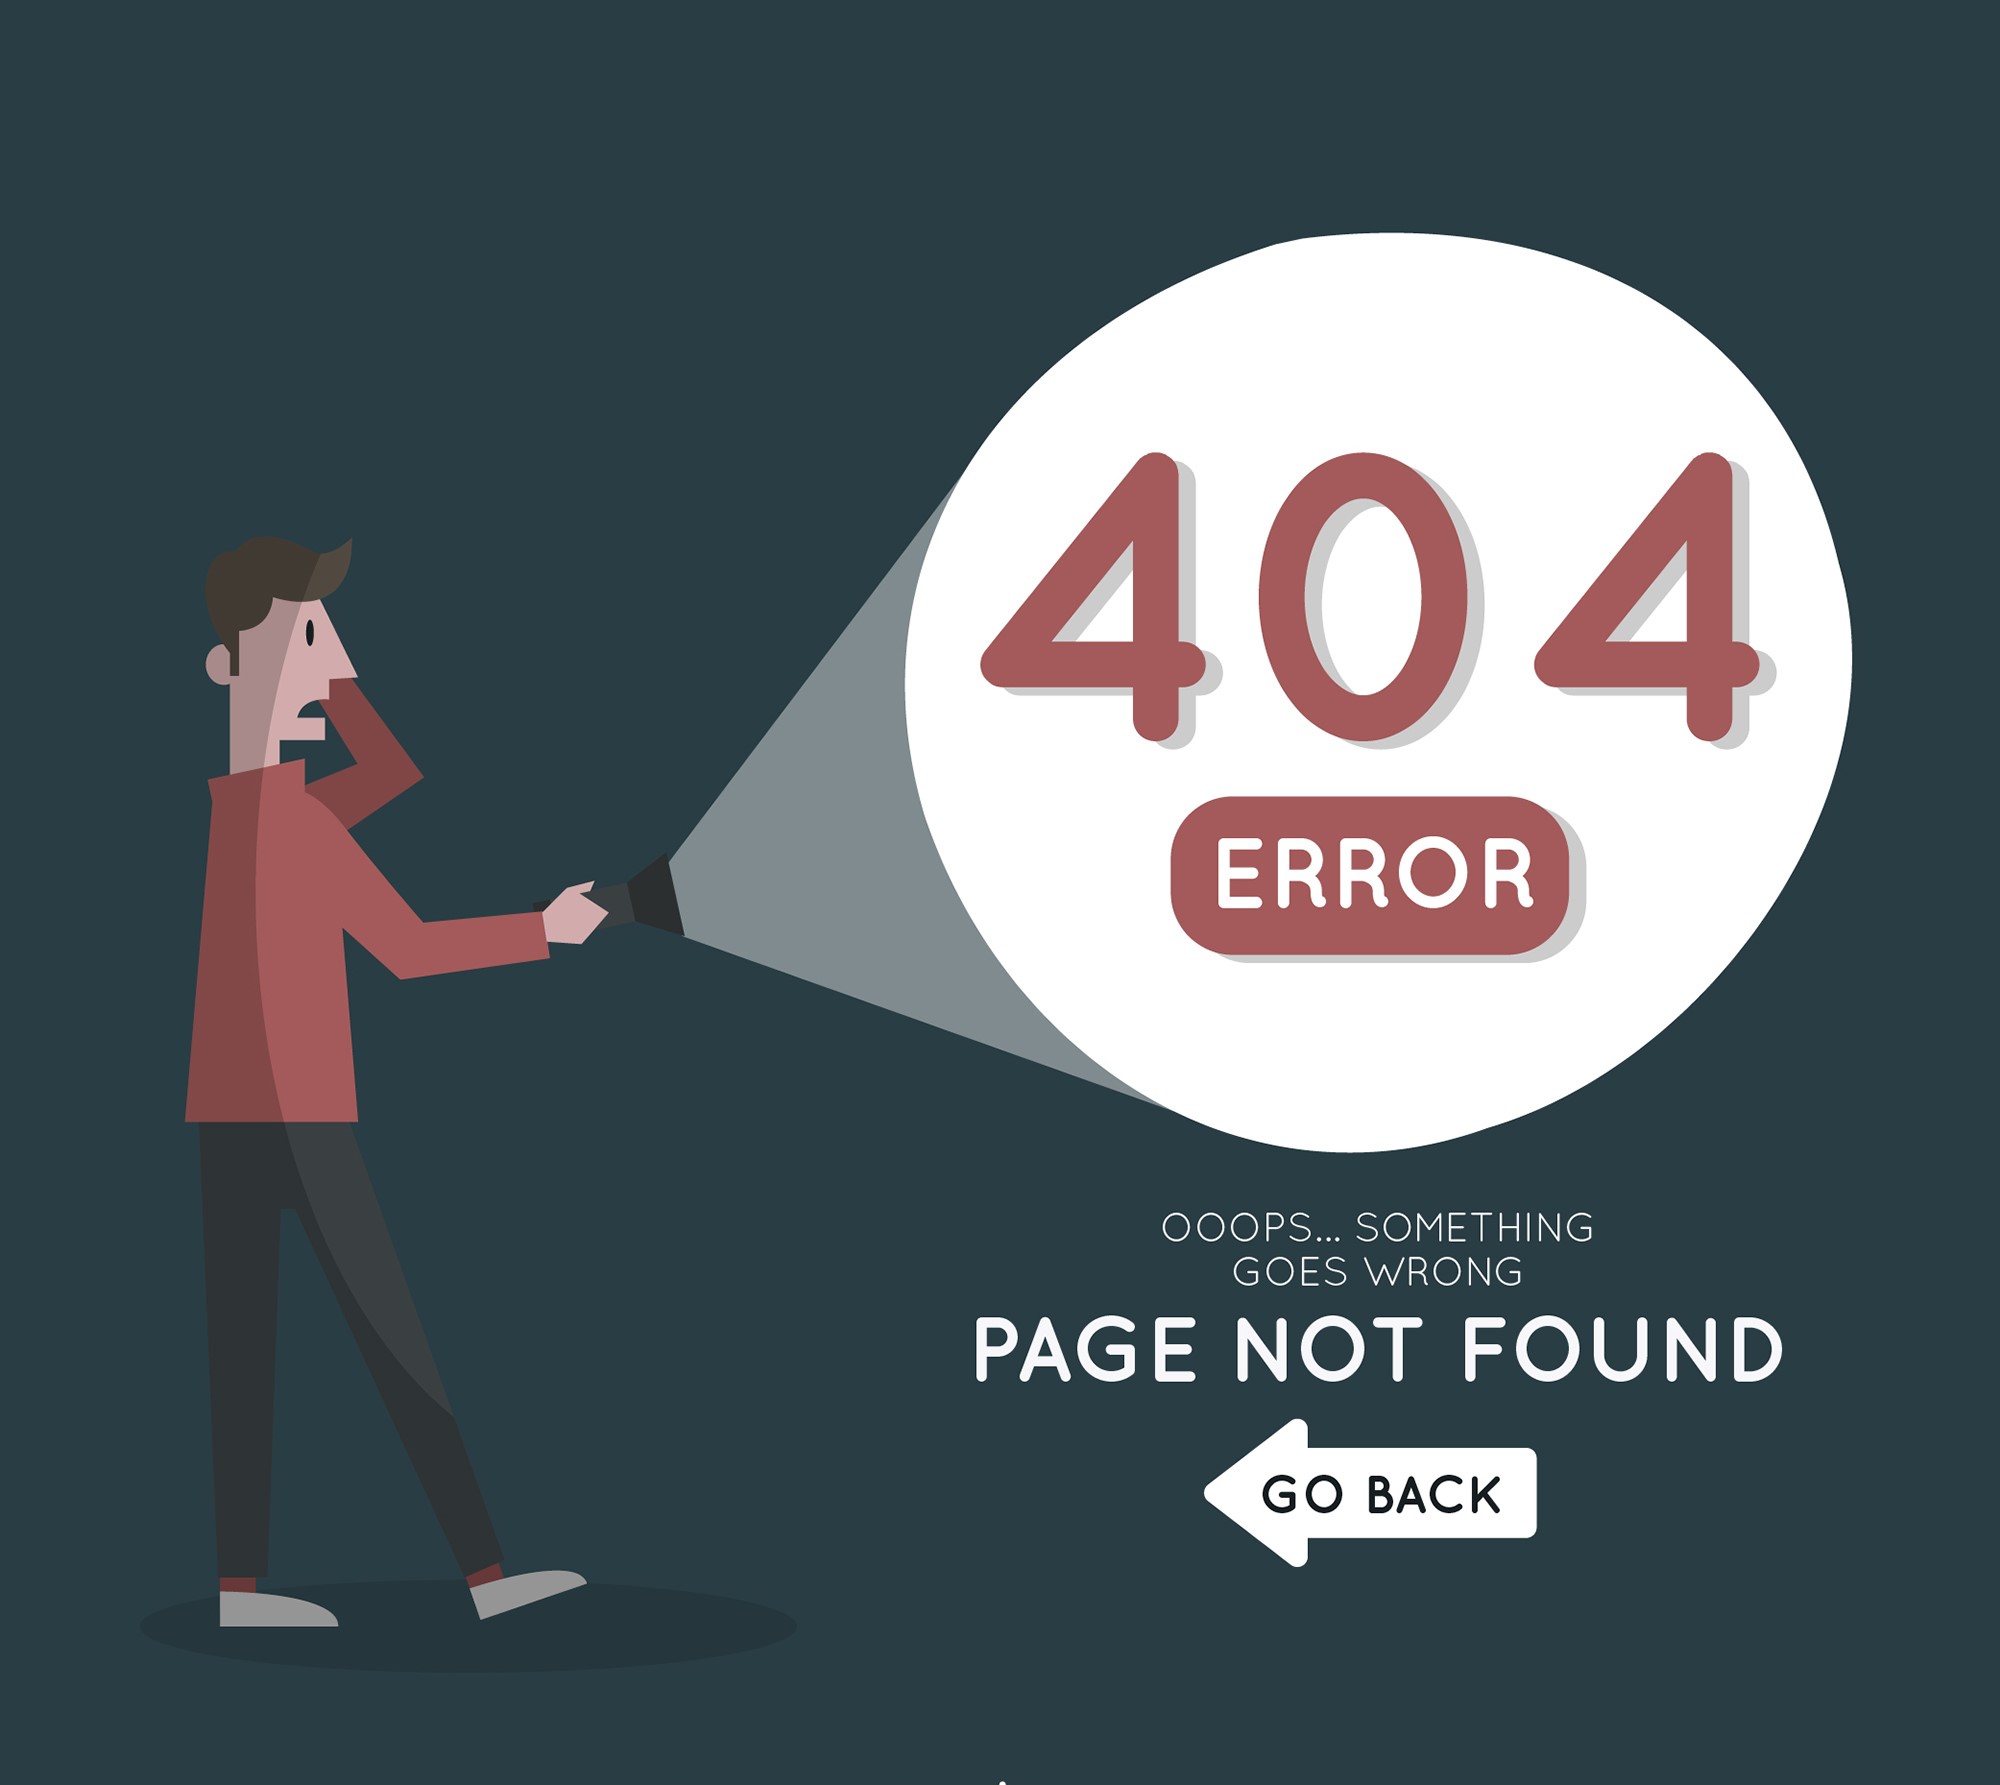 404
ERROR
OOOPS... SOMETHING
GOES WRONG
PAGE NOT FOUND
GO BACK